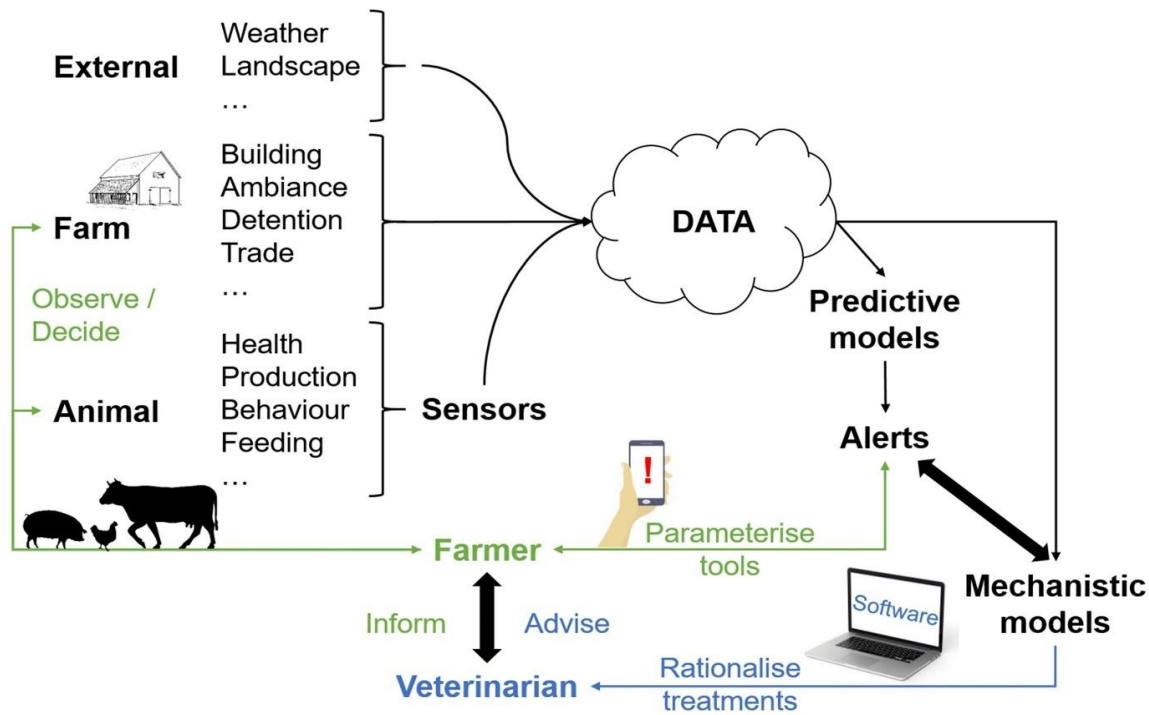 External
Weather
Landscape
...
Farm
Building
Ambiance
Detention
Trade
...
Observe /
Decide
Animal
Health
Production
Behaviour
Feeding
...
Sensors
DATA
Predictive
models
Alerts
!
Parameterise
tools
Farmer
Inform
Advise
Veterinarian
Mechanistic
models
Software
Rationalise
treatments